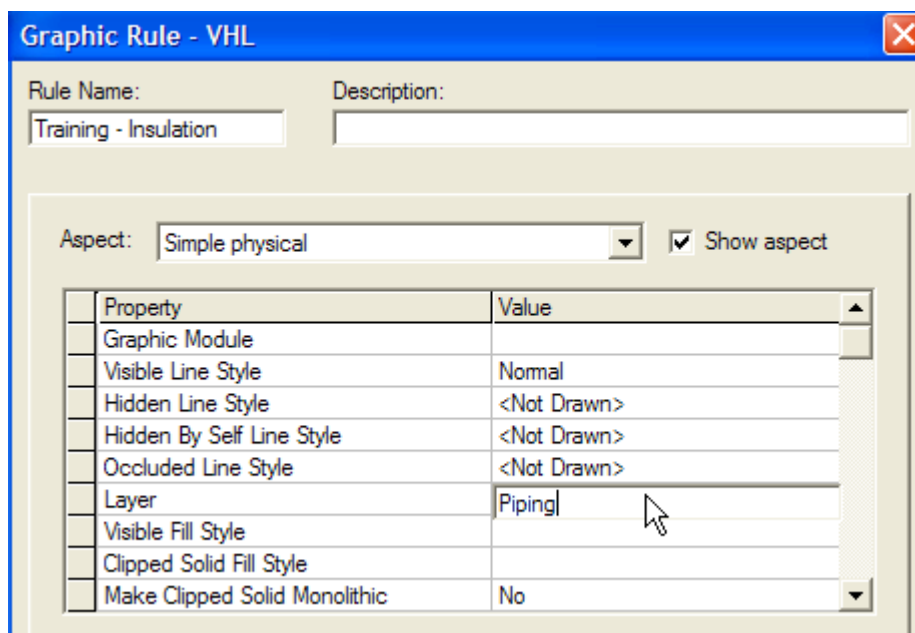 Graphic Rule - VHL
Rule Name: Description:
Training - Insulation
Aspect: Simple physical Show aspect
Property Value
Graphic Module
Visible Line Style Normal
Hidden Line Style <Not Drawn>
Hidden By Self Line Style <Not Drawn>
Occluded Line Style <Not Drawn>
Layer Piping
Visible Fill Style
Clipped Solid Fill Style
Make Clipped Solid Monolithic No